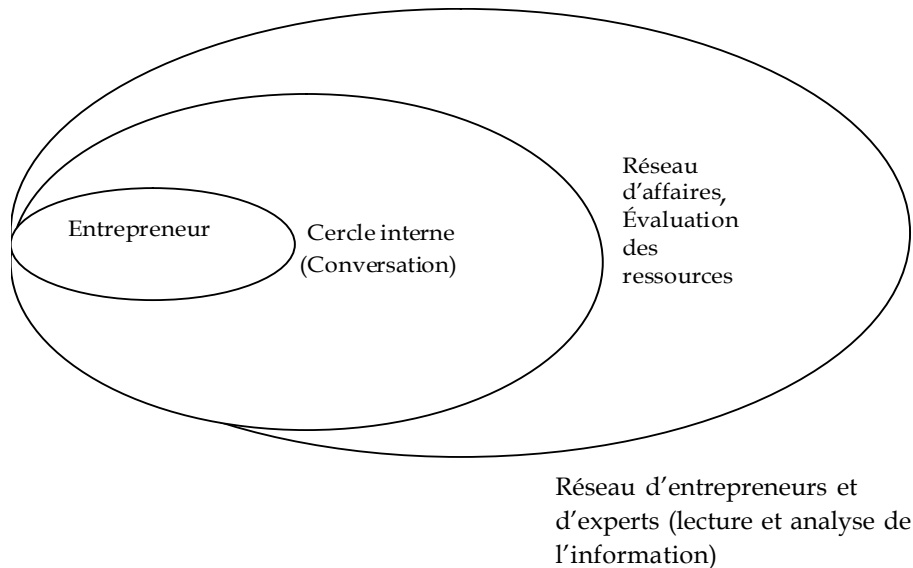 Entrepreneur
Cercle interne
(Conversation)
Réseau
d’affaires,
Évaluation
des
ressources
Réseau d’entrepreneurs et
d’experts (lecture et analyse de
l’information)